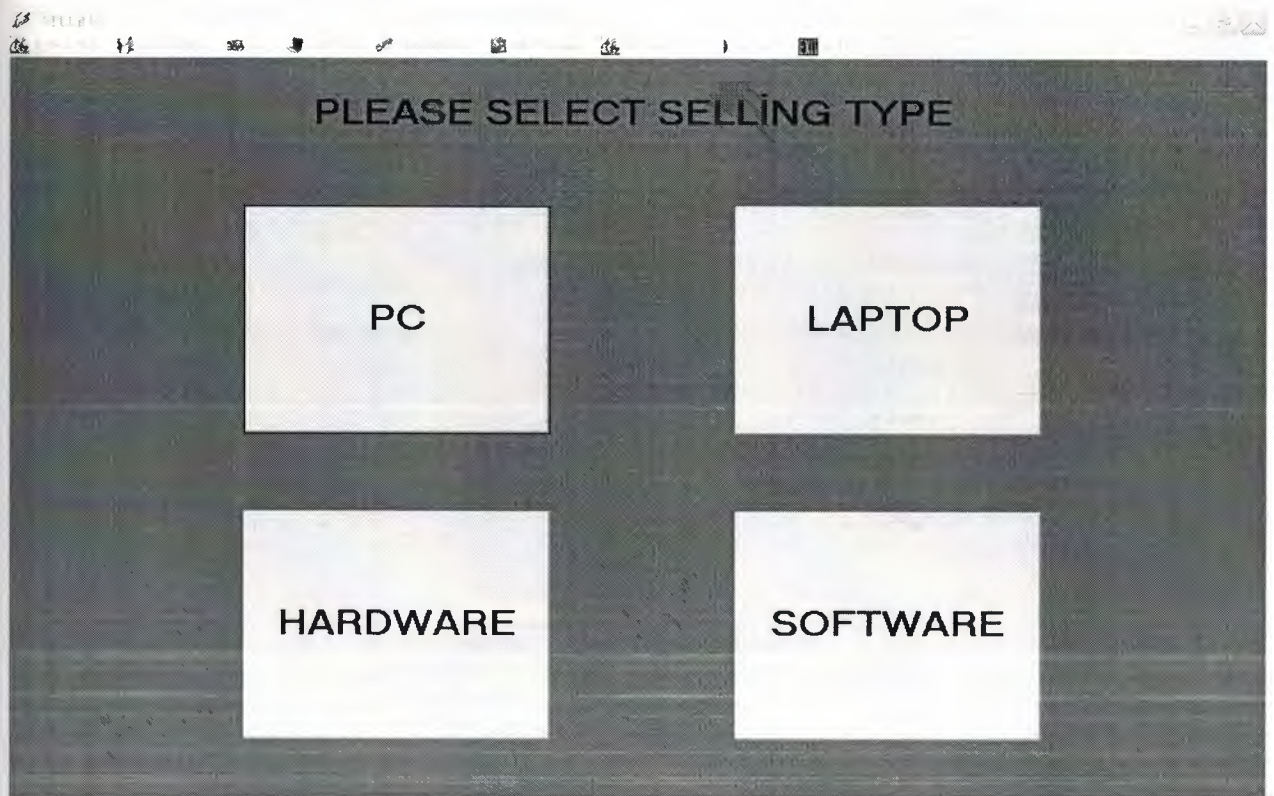 PLEASE SELECT SELLİNG TYPE
PC
LAPTOP
HARDWARE
SOFTWARE